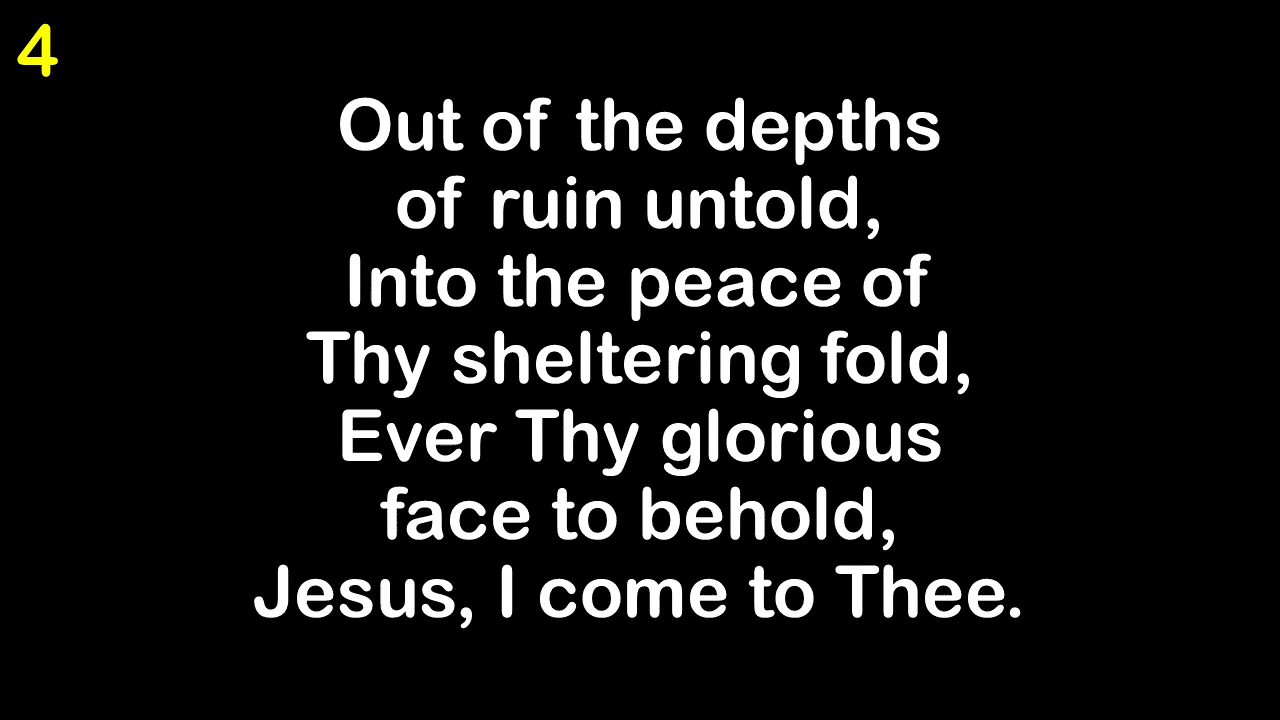 4
Out of the depths
of ruin untold,
Into the peace of
Thy sheltering fold,
Ever Thy glorious
face to behold,
Jesus, I come to Thee.